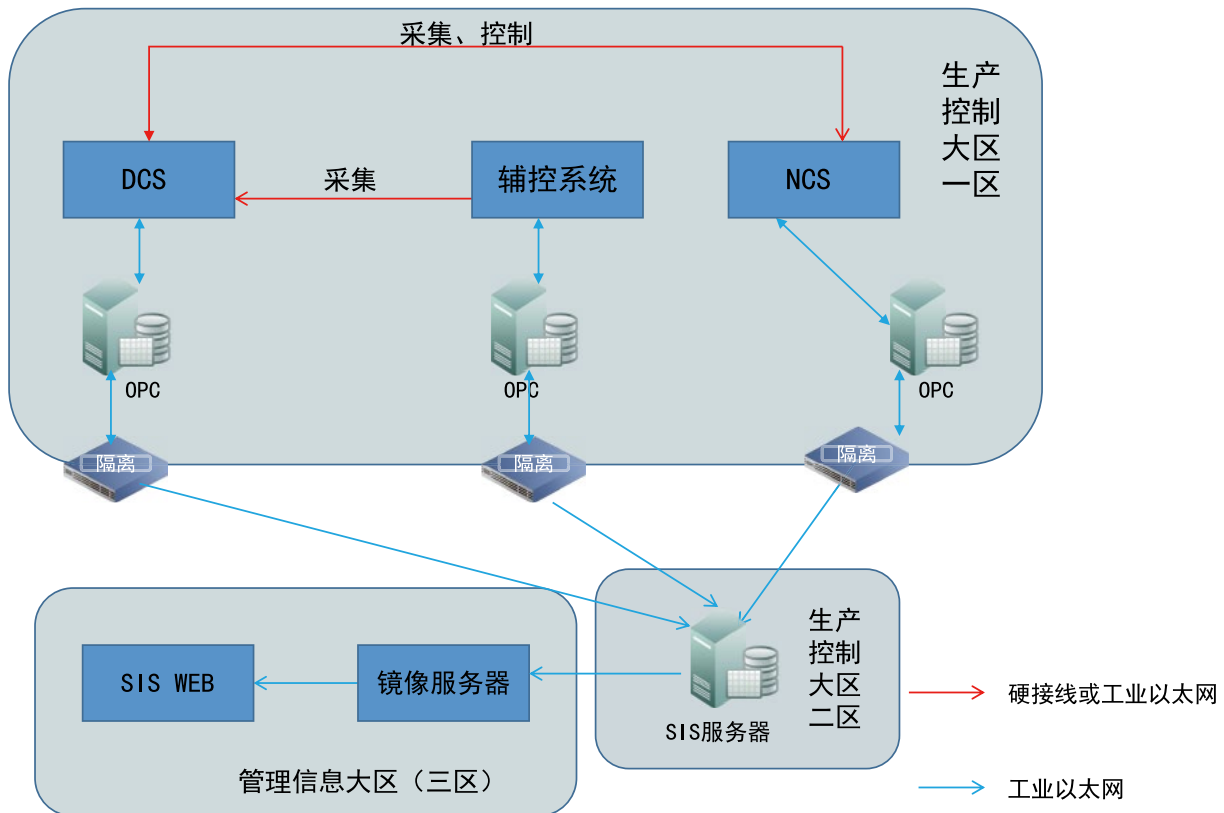 采集、控制
生产
控制
大区
一区
DCS
采集
辅控系统
NCS
OPC
OPC
OPC
隔离
隔离
隔离
SIS WEB
镜像服务器
管理信息大区（三区）
SIS服务器
生产
控制
大区
二区
硬接线或工业以太网
工业以太网